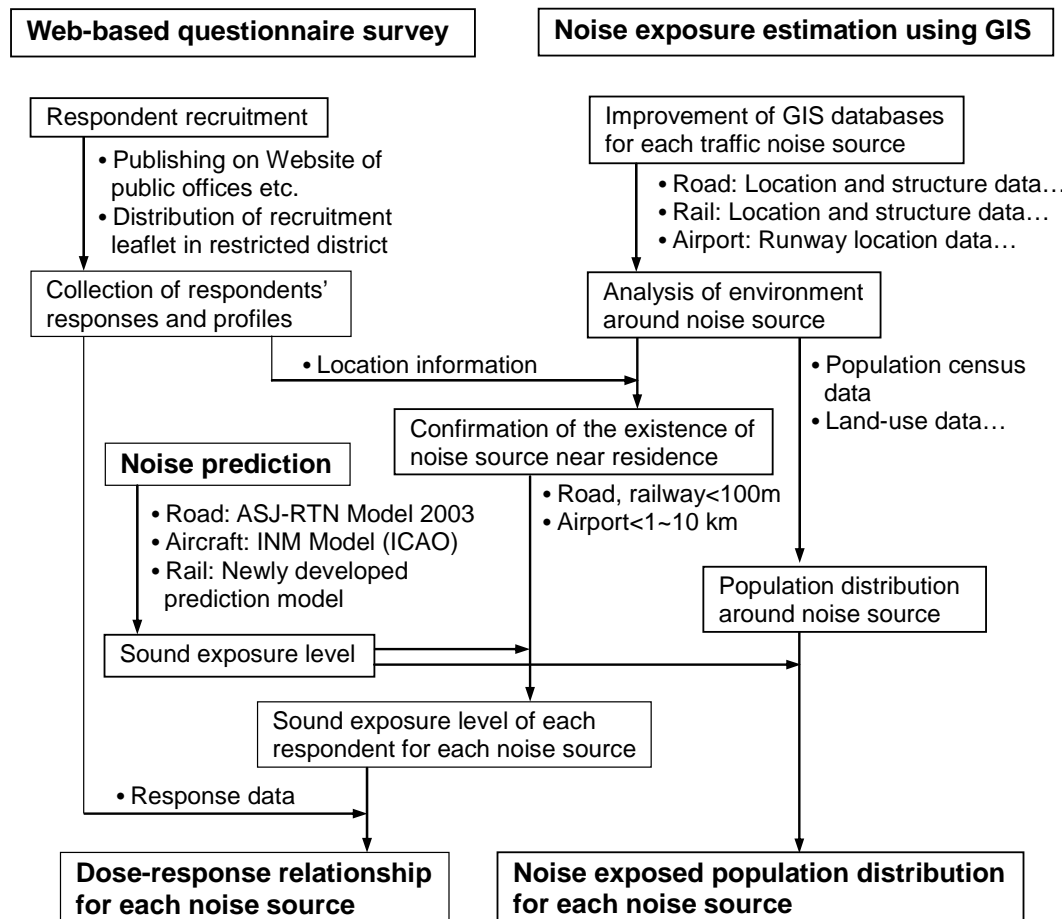 Web-based questionnaire survey
Noise exposure estimation using GIS
Respondent recruitment
• Publishing on Website of
public offices etc.
• Distribution of recruitment
leaflet in restricted district
Improvement of GIS databases
for each traffic noise source
• Road: Location and structure data…
• Rail: Location and structure data…
• Airport: Runway location data…
Collection of respondents’
responses and profiles
Analysis of environment
around noise source
• Location information
• Population census
data
• Land-use data…
Confirmation of the existence of
noise source near residence
Noise prediction
• Road: ASJ-RTN Model 2003
• Aircraft: INM Model (ICAO)
• Rail: Newly developed
prediction model
• Road, railway<100m
• Airport<1~10 km
Population distribution
around noise source
Sound exposure level
Sound exposure level of each
respondent for each noise source
• Response data
Dose-response relationship
for each noise source
Noise exposed population distribution
for each noise source